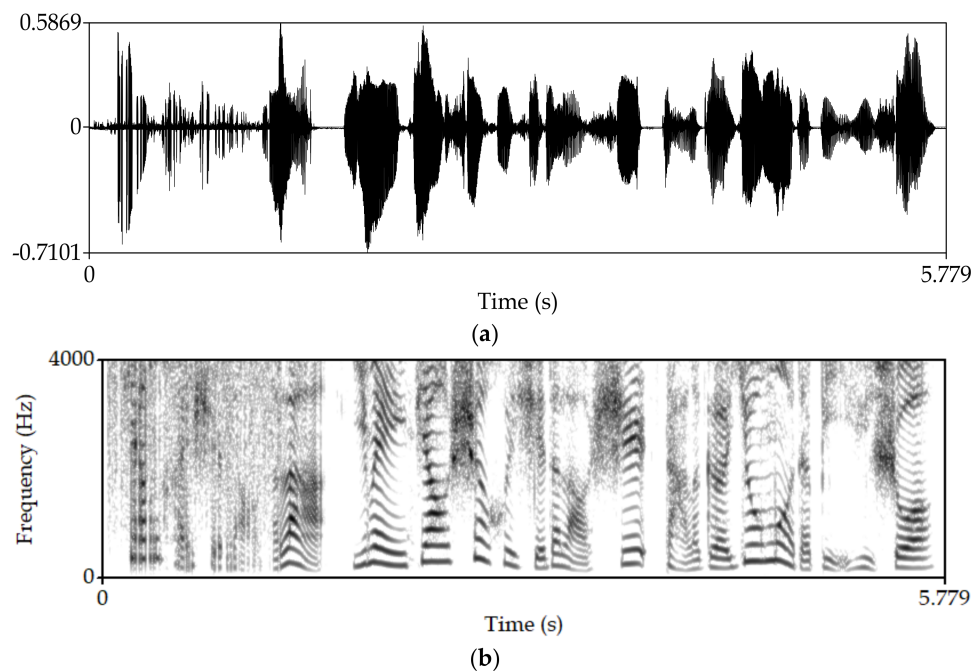 0.5869
0
-0.7101
0 5.779
Time (s)
(a)
4000
Frequency (Hz)
0
0 5.779
Time (s)
(b)